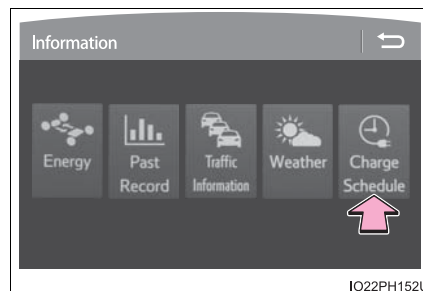 Information
Energy
Past
Record
Traffic
Information
Weather
Charge
Schedule
IO22PH152U